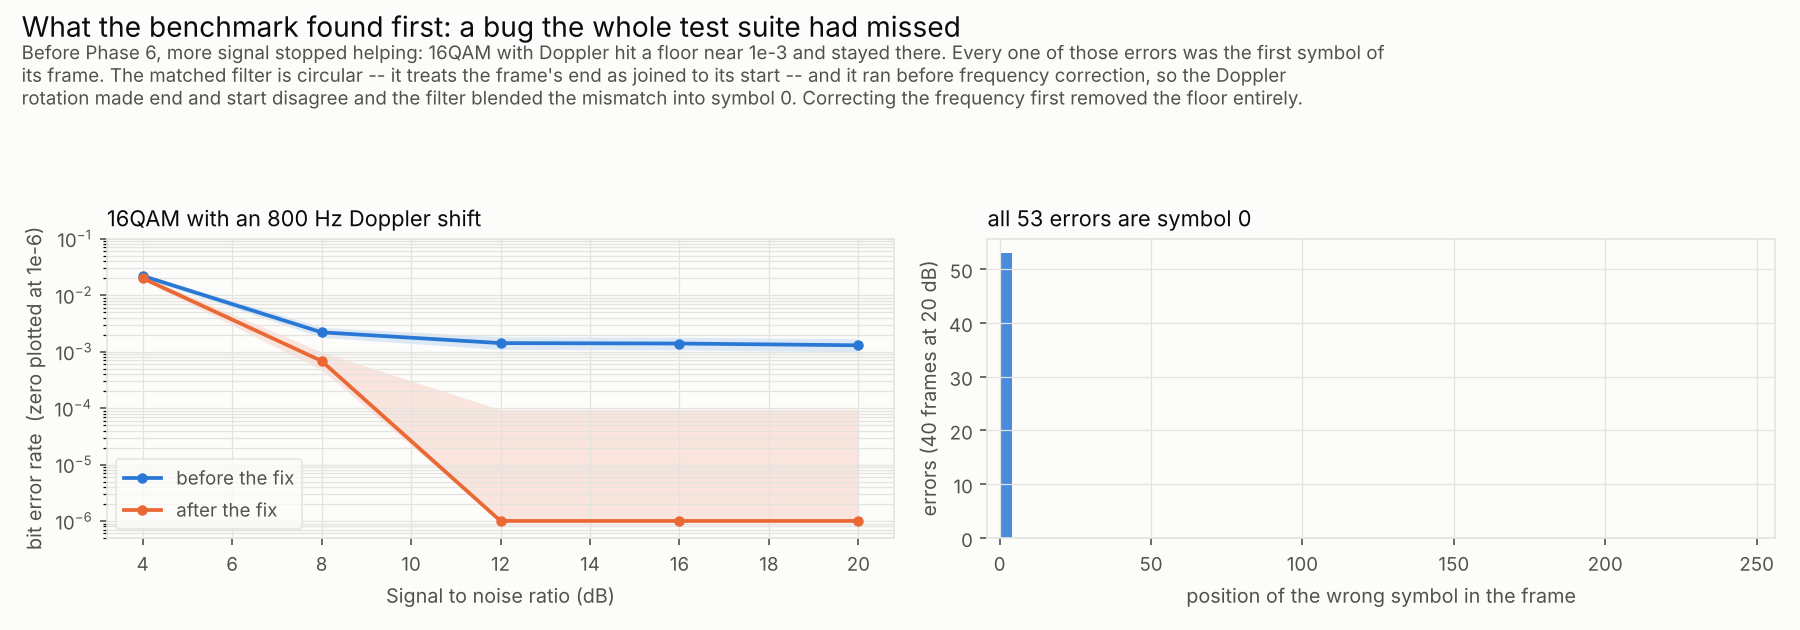 What the benchmark found first: a bug the whole test suite had missed
Before Phase 6, more signal stopped helping: 16QAM with Doppler hit a floor near 1e-3 and stayed there. Every one of those errors was the first symbol of
its frame. The matched filter is circular -- it treats the frame's end as joined to its start -- and it ran before frequency correction, so the Doppler
rotation made end and start disagree and the filter blended the mismatch into symbol 0. Correcting the frequency first removed the floor entirely.
16QAM with an 800 Hz Doppler shift
bit error rate (zero plotted at 1e-6)
10⁻¹
10⁻²
10⁻³
10⁻⁴
10⁻⁵
10⁻⁶
before the fix
after the fix
4 6 8 10 12 14 16 18 20
Signal to noise ratio (dB)
all 53 errors are symbol 0
errors (40 frames at 20 dB)
50
40
30
20
10
0
0 50 100 150 200 250
position of the wrong symbol in the frame